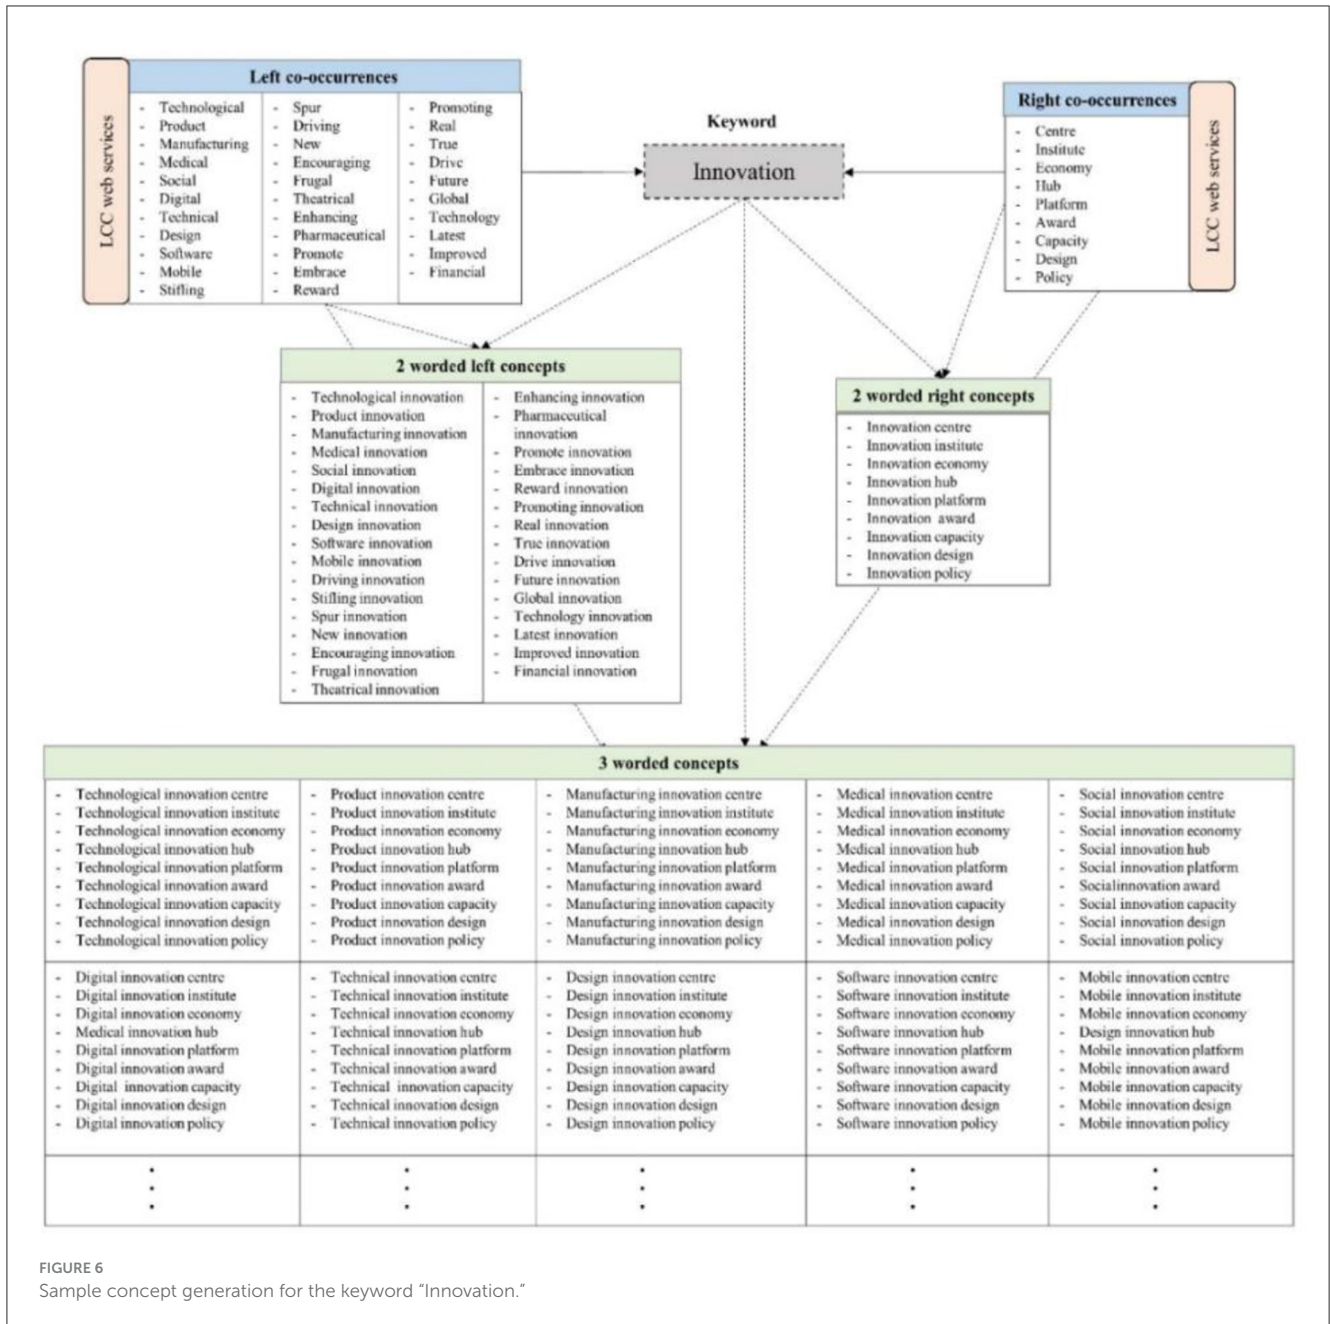 LCC web services
Left co-occurrences
- Technological
- Product
- Manufacturing
- Medical
- Social
- Digital
- Technical
- Design
- Software
- Mobile
- Stifling
- Spur
- Driving
- New
- Encouraging
- Frugal
- Theatrical
- Enhancing
- Pharmaceutical
- Promote
- Embrace
- Reward
- Promoting
- Real
- True
- Drive
- Future
- Global
- Technology
- Latest
- Improved
- Financial
Keyword
Innovation
Right co-occurrences
- Centre
- Institute
- Economy
- Hub
- Platform
- Award
- Capacity
- Design
- Policy
LCC web services
2 worded left concepts
- Technological innovation
- Product innovation
- Manufacturing innovation
- Medical innovation
- Social innovation
- Digital innovation
- Technical innovation
- Design innovation
- Software innovation
- Mobile innovation
- Driving innovation
- Stifling innovation
- Spur innovation
- New innovation
- Encouraging innovation
- Frugal innovation
- Theatrical innovation
- Enhancing innovation
- Pharmaceutical
innovation
- Promote innovation
- Embrace innovation
- Reward innovation
- Promoting innovation
- Real innovation
- True innovation
- Drive innovation
- Future innovation
- Global innovation
- Technology innovation
- Latest innovation
- Improved innovation
- Financial innovation
2 worded right concepts
- Innovation centre
- Innovation institute
- Innovation economy
- Innovation hub
- Innovation platform
- Innovation award
- Innovation capacity
- Innovation design
- Innovation policy
3 worded concepts
- Technological innovation centre
- Technological innovation institute
- Technological innovation economy
- Technological innovation hub
- Technological innovation platform
- Technological innovation award
- Technological innovation capacity
- Technological innovation design
- Technological innovation policy
- Product innovation centre
- Product innovation institute
- Product innovation economy
- Product innovation hub
- Product innovation platform
- Product innovation award
- Product innovation capacity
- Product innovation design
- Product innovation policy
- Manufacturing innovation centre
- Manufacturing innovation institute
- Manufacturing innovation economy
- Manufacturing innovation hub
- Manufacturing innovation platform
- Manufacturing innovation award
- Manufacturing innovation capacity
- Manufacturing innovation design
- Manufacturing innovation policy
- Medical innovation centre
- Medical innovation institute
- Medical innovation economy
- Medical innovation hub
- Medical innovation platform
- Medical innovation award
- Medical innovation capacity
- Medical innovation design
- Medical innovation policy
- Social innovation centre
- Social innovation institute
- Social innovation economy
- Social innovation hub
- Social innovation platform
- Socialinnovation award
- Social innovation capacity
- Social innovation design
- Social innovation policy
- Digital innovation centre
- Digital innovation institute
- Digital innovation economy
- Medical innovation hub
- Digital innovation platform
- Digital innovation award
- Digital innovation capacity
- Digital innovation design
- Digital innovation policy
- Technical innovation centre
- Technical innovation institute
- Technical innovation economy
- Technical innovation hub
- Technical innovation platform
- Technical innovation award
- Technical innovation capacity
- Technical innovation design
- Technical innovation policy
- Design innovation centre
- Design innovation institute
- Design innovation economy
- Design innovation hub
- Design innovation platform
- Design innovation award
- Design innovation capacity
- Design innovation design
- Design innovation policy
- Software innovation centre
- Software innovation institute
- Software innovation economy
- Software innovation hub
- Software innovation platform
- Software innovation award
- Software innovation capacity
- Software innovation design
- Software innovation policy
- Mobile innovation centre
- Mobile innovation institute
- Mobile innovation economy
- Design innovation hub
- Mobile innovation platform
- Mobile innovation award
- Mobile innovation capacity
- Mobile innovation design
- Mobile innovation policy
FIGURE 6
Sample concept generation for the keyword “Innovation.”